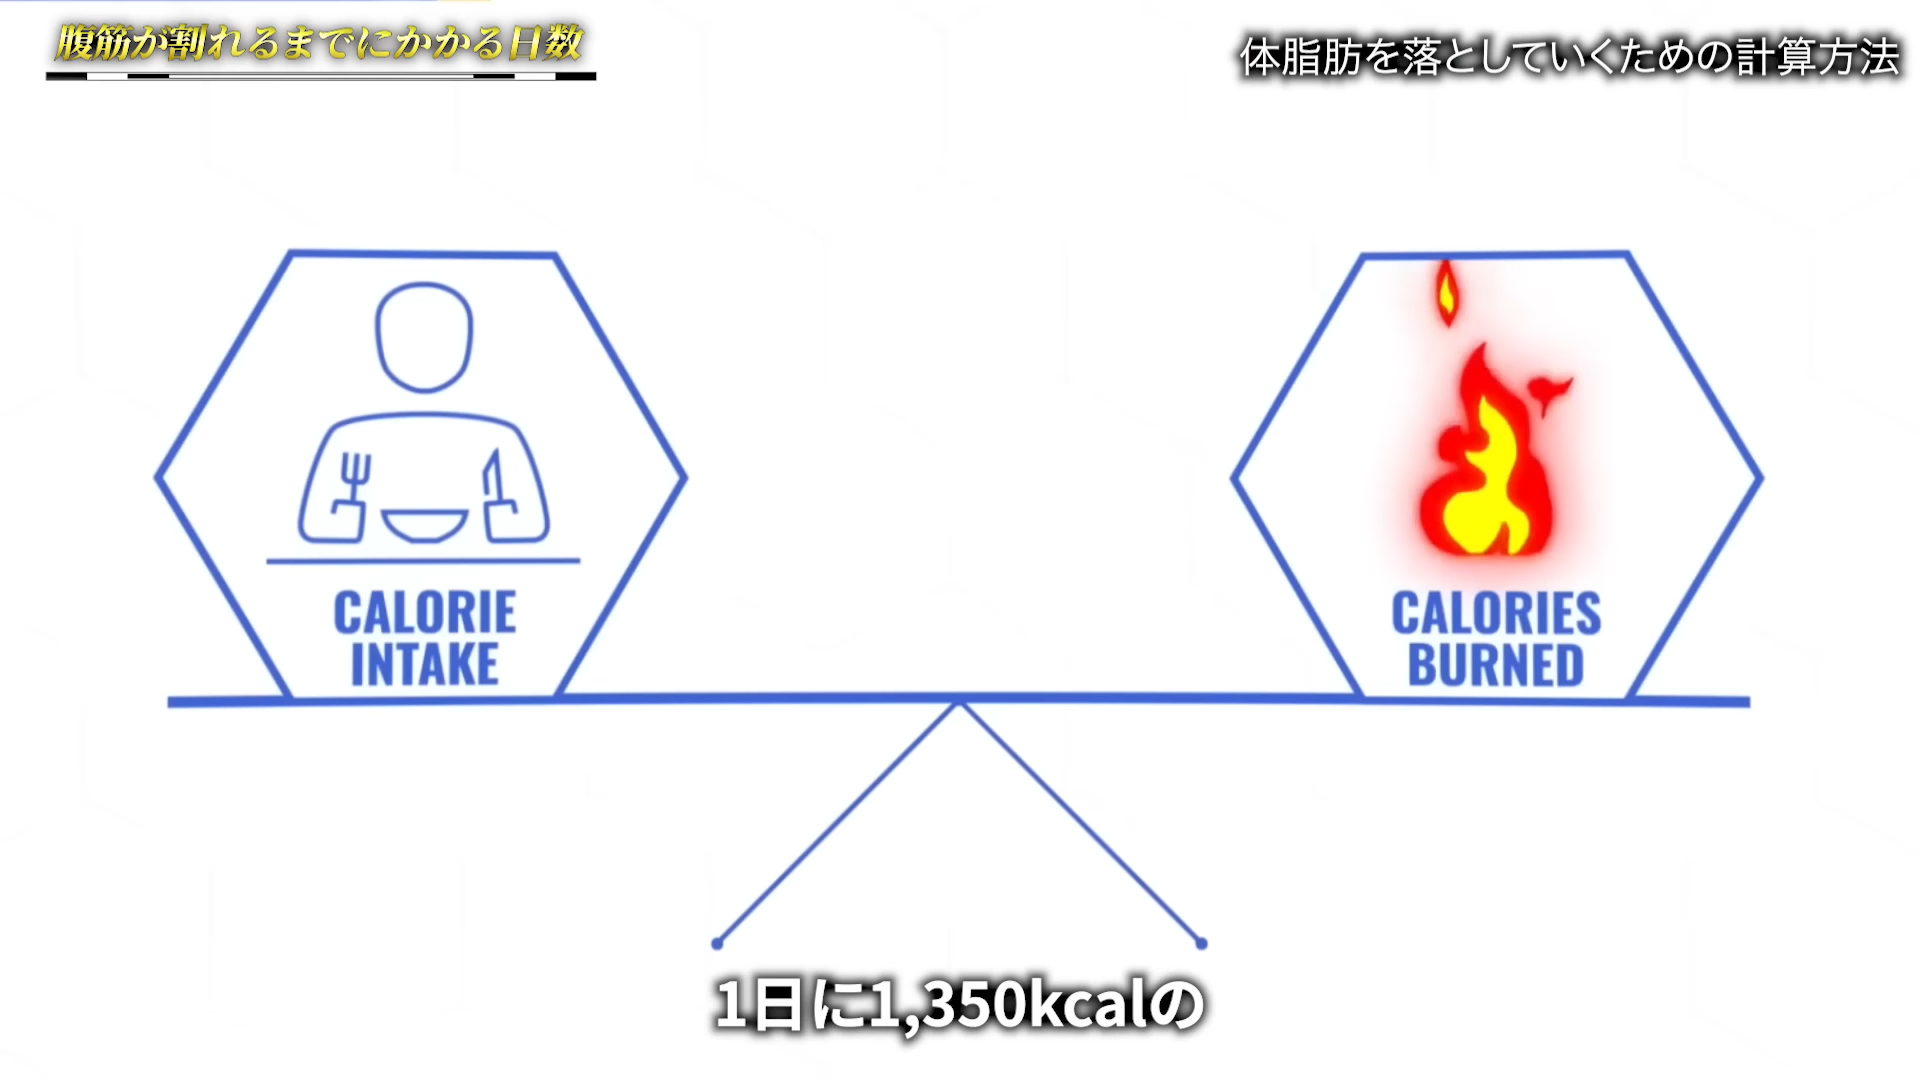 腹筋が割れるまでにかかる日数
体脂肪を落としていくための計算方法
CALORIE
INTAKE
CALORIES
BURNED
1日に1,350kcalの